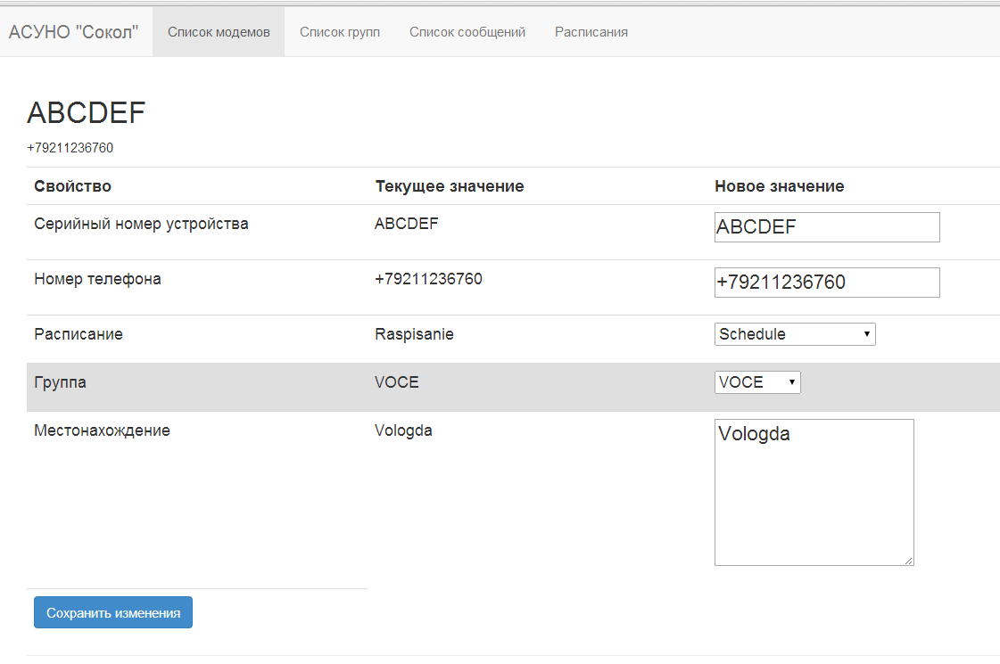 АСУНО "Сокол" Список модемов Список групп Список сообщений Расписания
ABCDEF
+79211236760
Свойство Текущее значение Новое значение
Серийный номер устройства ABCDEF ABCDEF
Номер телефона +79211236760 +79211236760
Расписание Raspisanie Schedule
Группа VOCE VOCE
Местонахождение Vologda Vologda
Сохранить изменения